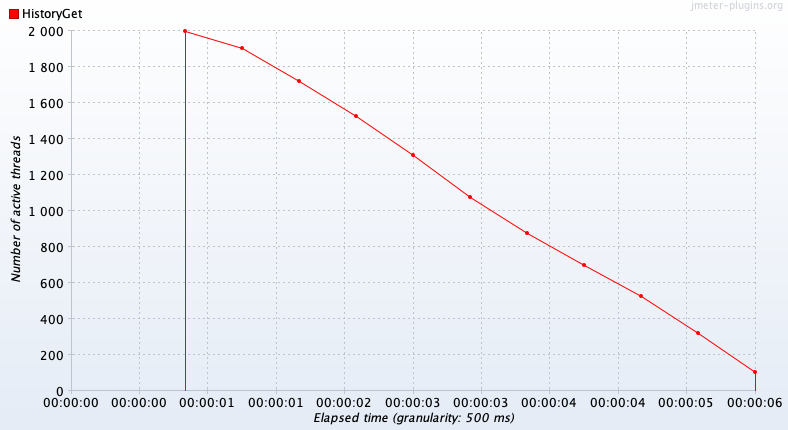 jmeter-plugins.org
HistoryGet
2 000
1 800
1 600
1 400
1 200
1 000
800
600
400
200
0
Number of active threads
00:00:00 00:00:00 00:00:01 00:00:01 00:00:02 00:00:03 00:00:03 00:00:04 00:00:04 00:00:05 00:00:06
Elapsed time (granularity: 500 ms)